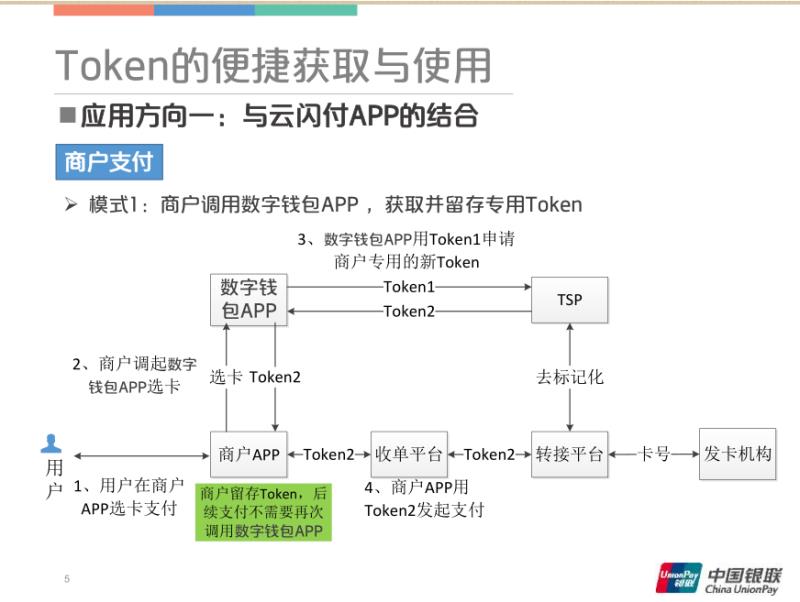 Token的便捷获取与使用
应用方向一：与云闪付APP的结合
商户支付
模式1：商户调用数字钱包APP ，获取并留存专用Token
3、数字钱包APP用Token1申请
商户专用的新Token
数字钱
包APP
Token1
Token2
TSP
2、商户调起数字
钱包APP选卡
选卡
Token2
去标记化
用
户
商户APP
Token2
收单平台
Token2
转接平台
卡号
发卡机构
1、用户在商户
APP选卡支付
商户留存Token，后
续支付不需要再次
调用数字钱包APP
4、商户APP用
Token2发起支付
5
UnionPay
银联
中国银联
China UnionPay